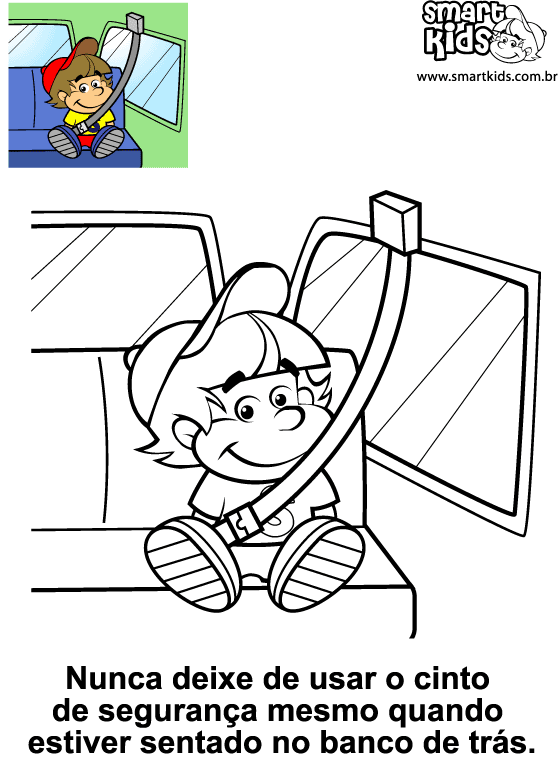 smart
kids
www.smartkids.com.br
Nunca deixe de usar o cinto
de segurança mesmo quando
estiver sentado no banco de trás.